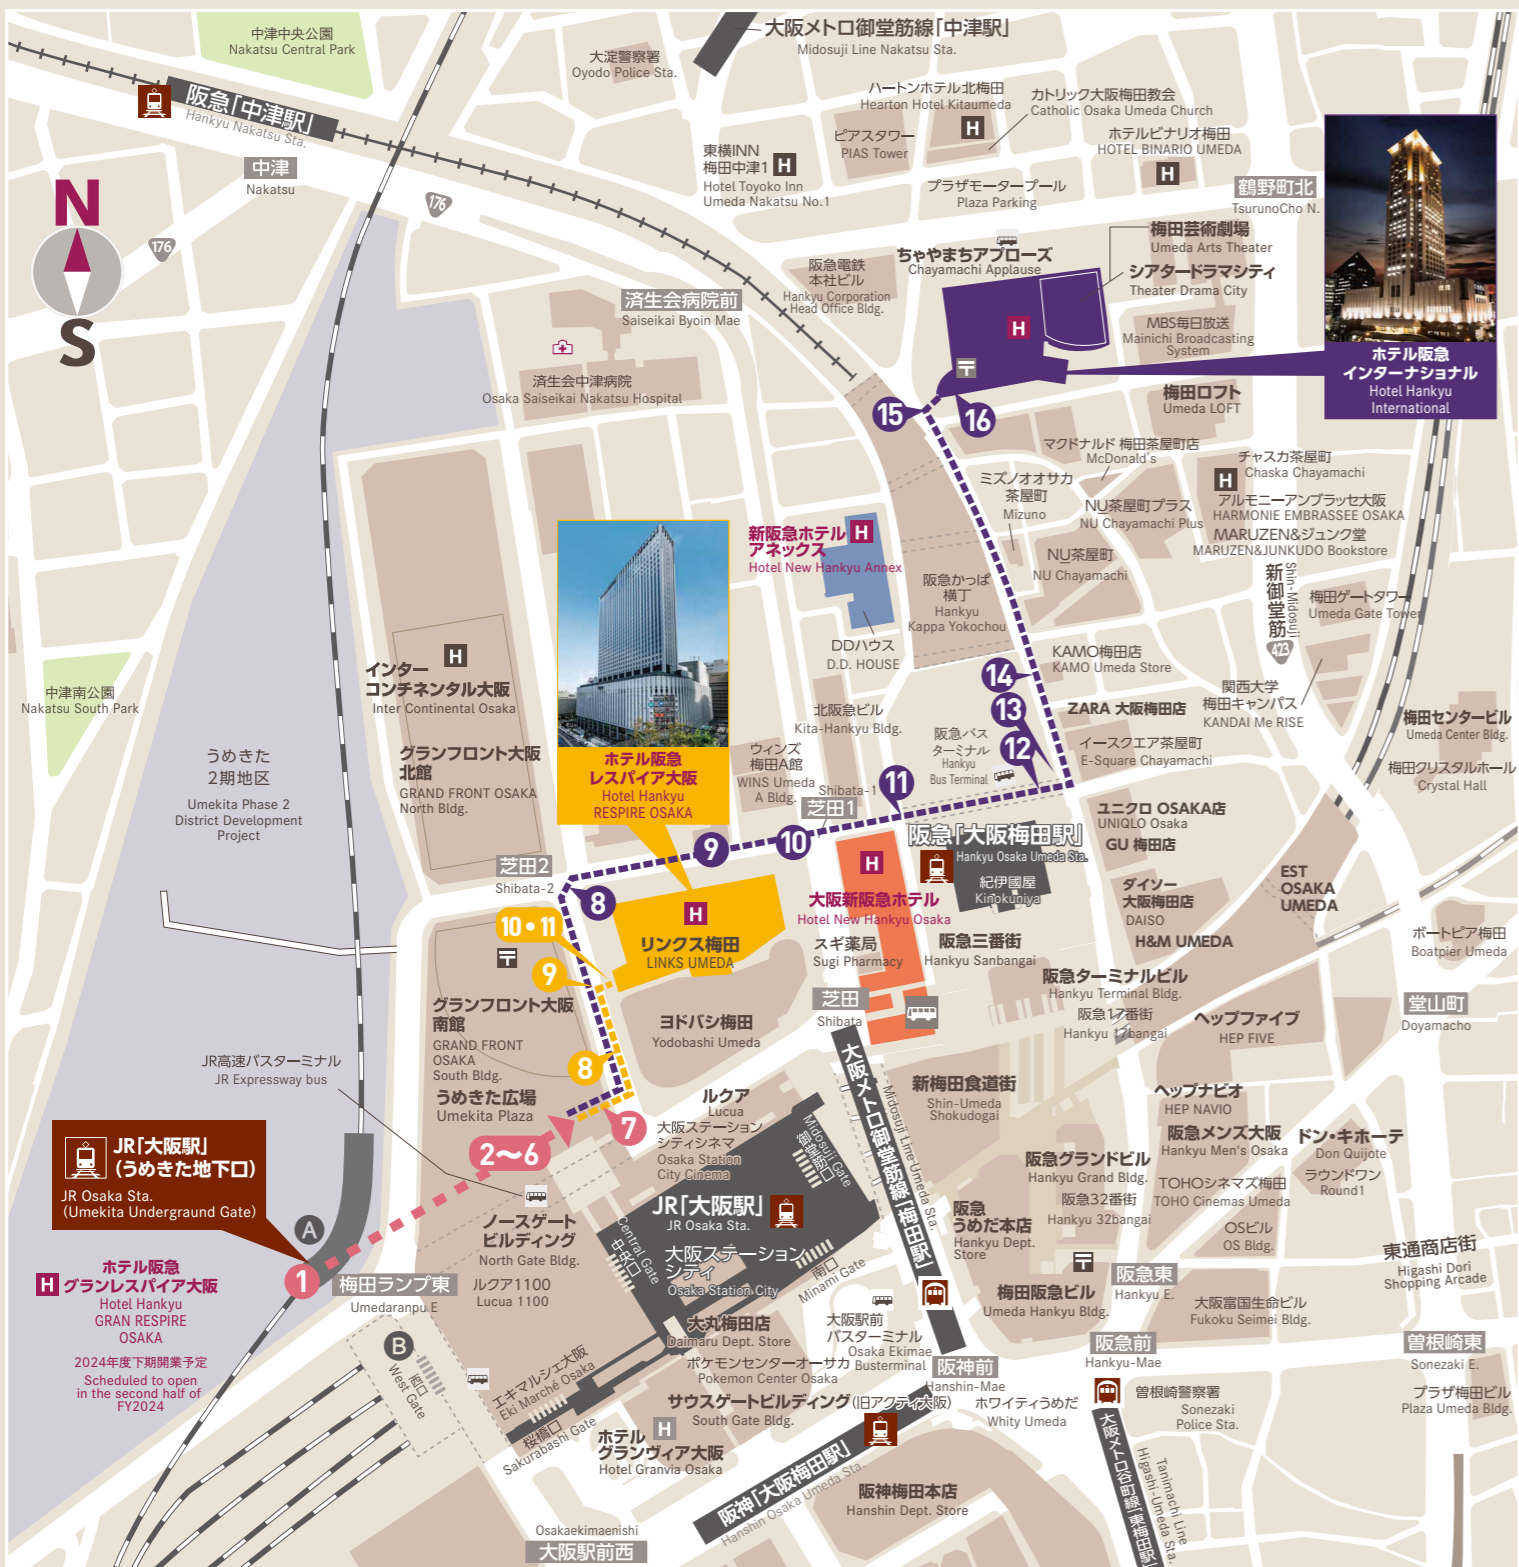 中津中央公園
Nakatsu Central Park
大阪メトロ御堂筋線「中津駅」
Midosuji Line Nakatsu Sta.
大淀警察署
Oyodo Police Sta.
阪急「中津駅」
Hankyu Nakatsu Sta.
中津
Nakatsu
176
176
N
S
ハートンホテル北梅田
Hearton Hotel Kitaumeda
H
カトリック大阪梅田教会
Catholic Osaka Umeda Church
ピアスタワー
PIAS Tower
ホテルビナリオ梅田
HOTEL BINARIO UMEDA
H
東横INN
梅田中津1
H
Hotel Toyoko Inn
Umeda Nakatsu No.1
プラザモータープール
Plaza Parking
鶴野町北
TsurunoCho N.
梅田芸術劇場
Umeda Arts Theater
シアタードラマシティ
Theater Drama City
ちゃやまちアプローズ
Chayamachi Applause
阪急電鉄
本社ビル
Hankyu Corporation
Head Office Bldg.
済生会病院前
Saiseikai Byoin Mae
MBS毎日放送
Mainichi Broadcasting
System
H
〒
ホテル阪急
インターナショナル
Hotel Hankyu
International
済生会中津病院
Osaka Saiseikai Nakatsu Hospital
梅田ロフト
Umeda LOFT
15
16
マクドナルド 梅田茶屋町店
McDonald's
チャスカ茶屋町
Chaska Chayamachi
H
アルモニーアンブラッセ大阪
HARMONIE EMBRASSEE OSAKA
ミズノオオサカ
茶屋町
Mizuno
NU茶屋町プラス
NU Chayamachi Plus
MARUZEN&ジュンク堂
MARUZEN&JUNKUDO Bookstore
NU茶屋町
NU Chayamachi
新阪急ホテル
アネックス
H
Hotel New Hankyu Annex
阪急かっぱ
横丁
Hankyu
Kappa Yokochou
新御堂筋
Shin-Midosuji
423
梅田ゲートタワー
Umeda Gate Tower
DDハウス
D.D. HOUSE
KAMO梅田店
KAMO Umeda Store
14
13
12
関西大学
梅田キャンパス
KANDAI Me RISE
ZARA 大阪梅田店
イースクエア茶屋町
E-Square Chayamachi
梅田センタービル
Umeda Center Bldg.
梅田クリスタルホール
Crystal Hall
中津南公園
Nakatsu South Park
インター
コンチネンタル大阪
H
Inter Continental Osaka
グランフロント大阪
北館
GRAND FRONT OSAKA
North Bldg.
うめきた
2期地区
Umekita Phase 2
District Development
Project
ホテル阪急
レスパイア大阪
Hotel Hankyu
RESPIRE OSAKA
北阪急ビル
Kita-Hankyu Bldg.
ウィンズ
梅田A館
WINS Umeda
A Bldg.
阪急バス
ターミナル
Hankyu
Bus Terminal
Shibata-1
芝田1
11
10
9
8
芝田2
Shibata-2
ユニクロ OSAKA店
UNIQLO Osaka
GU 梅田店
阪急「大阪梅田駅」
Hankyu Osaka Umeda Sta.
紀伊國屋
Kinokuniya
H
大阪新阪急ホテル
Hotel New Hankyu Osaka
ダイソー
大阪梅田店
DAISO
EST
OSAKA
UMEDA
H&M UMEDA
H
リンクス梅田
LINKS UMEDA
10・11
〒
9
スギ薬局
Sugi Pharmacy
阪急三番街
Hankyu Sanbangai
ボートピア梅田
Boatpier Umeda
芝田
Shibata
阪急ターミナルビル
Hankyu Terminal Bldg.
阪急17番街
Hankyu 17bangai
堂山町
Doyamacho
ヘップファイブ
HEP FIVE
グランフロント大阪
南館
GRAND FRONT
OSAKA
South Bldg.
ヨドバシ梅田
Yodobashi Umeda
JR高速バスターミナル
JR Expressway bus
8
うめきた広場
Umekita Plaza
7
2〜6
ルクア
Lucua
大阪ステーション
シティシネマ
Osaka Station
City Cinema
Midosuji Gate
御堂筋口
大阪メトロ御堂筋線「梅田駅」
Midosuji Line Umeda Sta.
新梅田食道街
Shin-Umeda
Shokudogai
ヘップナビオ
HEP NAVIO
阪急メンズ大阪
Hankyu Men's Osaka
ドン・キホーテ
Don Quijote
ラウンドワン
Round1
JR「大阪駅」
(うめきた地下口)
JR Osaka Sta.
(Umekita Undergraund Gate)
A
1
阪急グランドビル
Hankyu Grand Bldg.
阪急32番街
Hankyu 32bangai
TOHOシネマズ梅田
TOHO Cinemas Umeda
OSビル
OS Bldg.
JR「大阪駅」
JR Osaka Sta.
大阪ステーション
シティ
Osaka Station City
Central Gate
中央口
南口
Minami Gate
ノースゲート
ビルディング
North Gate Bldg.
ルクア1100
Lucua 1100
阪急
うめだ本店
Hankyu Dept.
Store
〒
梅田阪急ビル
Umeda Hankyu Bldg.
阪急東
Hankyu E.
東通商店街
Higashi Dori
Shopping Arcade
大阪富国生命ビル
Fukoku Seimei Bldg.
H
ホテル阪急
グランレスパイア大阪
Hotel Hankyu
GRAN RESPIRE
OSAKA
2024年度下期開業予定
Scheduled to open
in the second half of
FY2024
梅田ランプ東
Umedaranpu E
B
西口
West Gate
大丸梅田店
Daimaru Dept. Store
ポケモンセンターオーサカ
Pokemon Center Osaka
大阪駅前
バスターミナル
Osaka Ekimae
Busterminal
阪神前
Hanshin-Mae
阪急前
Hankyu-Mae
曽根崎東
Sonezaki E.
エキマルシェ大阪
Eki Marché Osaka
桜橋口
Sakurabashi Gate
サウスゲートビルディング(旧アクティ大阪)
South Gate Bldg.
ホワイティうめだ
Whity Umeda
曽根崎警察署
Sonezaki
Police Sta.
プラザ梅田ビル
Plaza Umeda Bldg.
ホテル
グランヴィア大阪
H
Hotel Granvia Osaka
阪神「大阪梅田駅」
Hanshin Osaka Umeda Sta.
阪神梅田本店
Hanshin Dept. Store
大阪メトロ谷町線「東梅田駅」
Tanimachi Line
Higashi-Umeda Sta.
Osakaekimaenishi
大阪駅前西